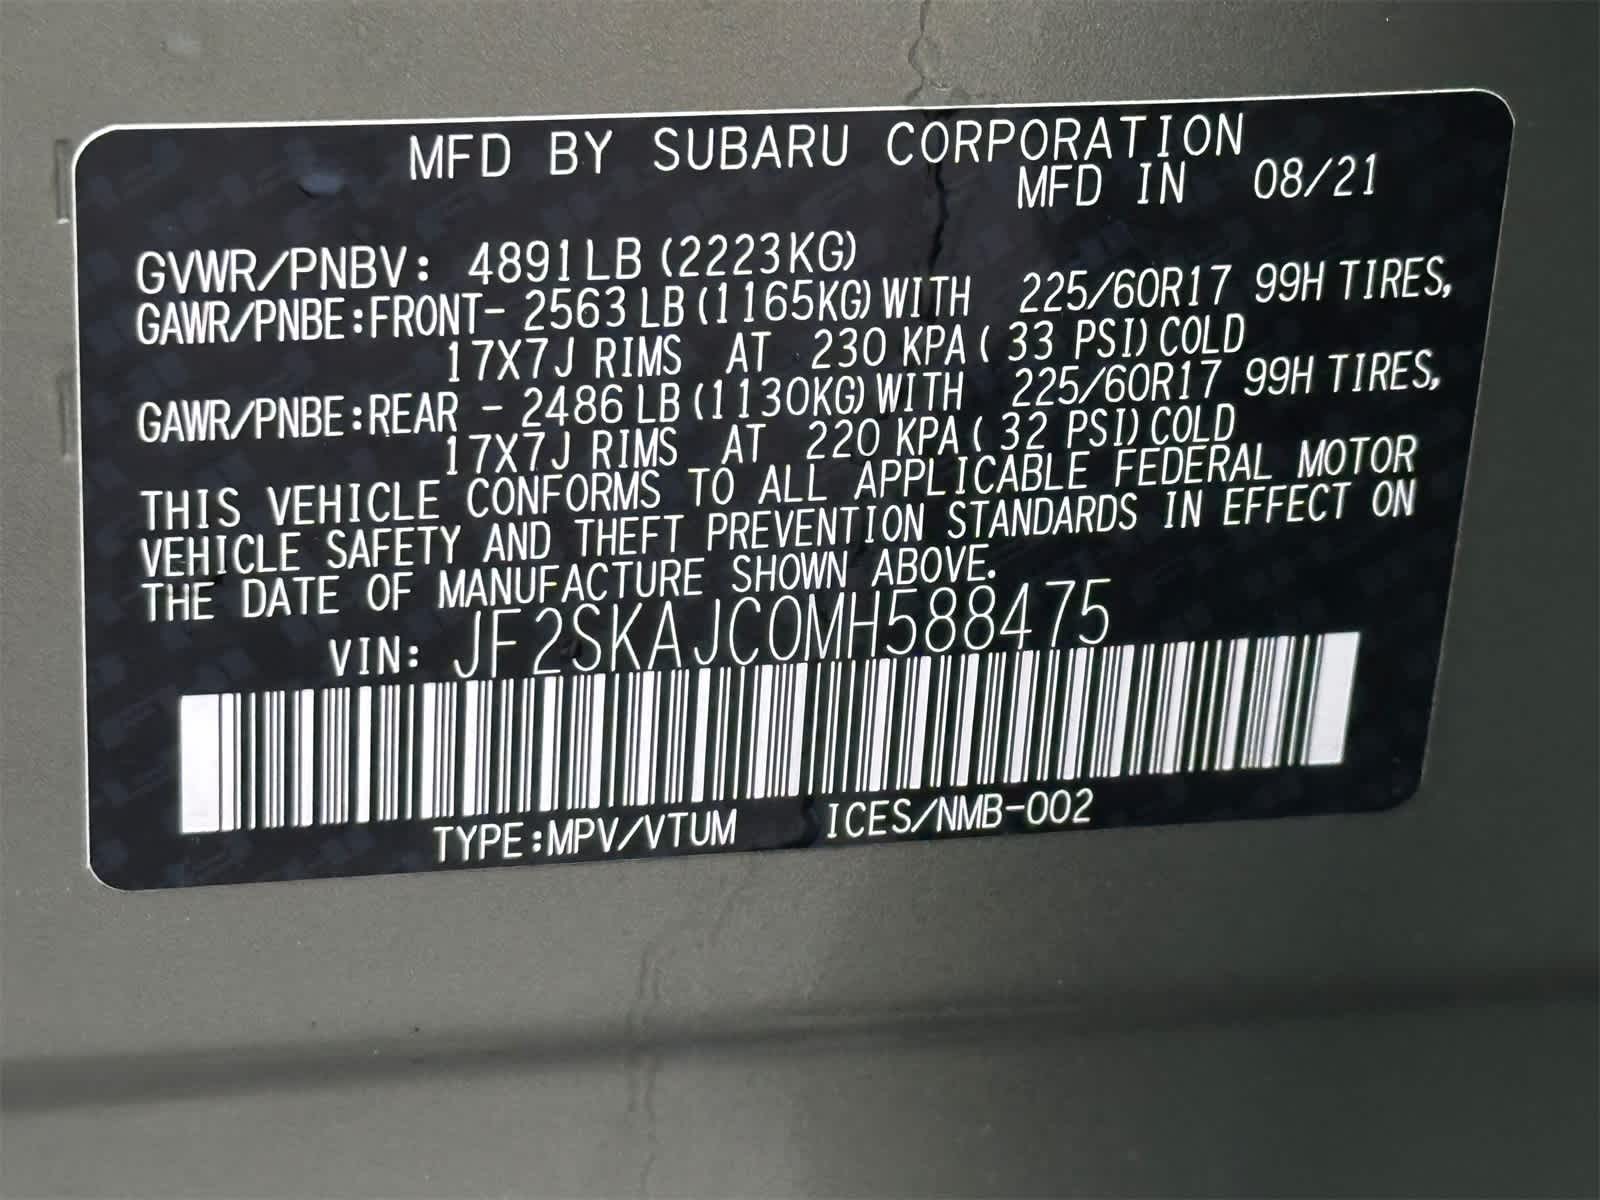 MFD BY SUBARU CORPORATION
MFD IN 08/21
GVWR/PNBV: 4891LB (2223KG)
GAWR/PNBE:FRONT- 2563 LB (1165KG) WITH 225/60R17 99H TIRES,
17X7J RIMS AT 230 KPA ( 33 PSI) COLD
GAWR/PNBE:REAR - 2486 LB (1130KG) WITH 225/60R17 99H TIRES,
17X7J RIMS AT 220 KPA ( 32 PSI) COLD
THIS VEHICLE CONFORMS TO ALL APPLICABLE FEDERAL MOTOR
VEHICLE SAFETY AND THEFT PREVENTION STANDARDS IN EFFECT ON
THE DATE OF MANUFACTURE SHOWN ABOVE.
VIN: JF2SKAJC0MH588475
TYPE:MPV/VTUM ICES/NMB-002